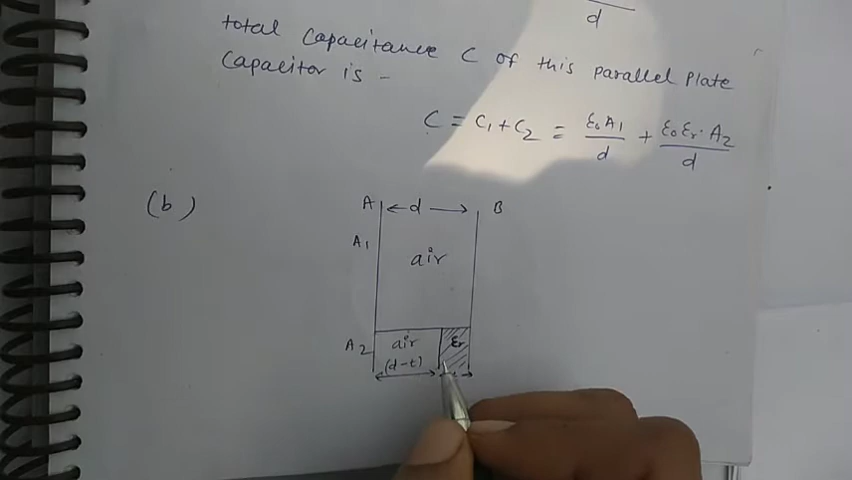 d
total Capacitance C of this parallel Plate
Capacitor is -
C = C₁ + C₂ = ε₀A₁/d + ε₀εᵣ·A₂/d
(b)
A ←d→ B
A₁
air
A₂ air εᵣ
(d-t)